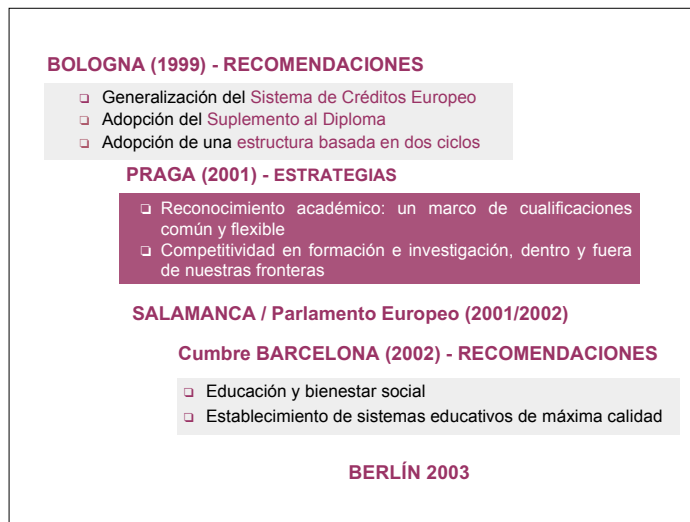 BOLOGNA (1999) - RECOMENDACIONES
❑ Generalización del Sistema de Créditos Europeo
❑ Adopción del Suplemento al Diploma
❑ Adopción de una estructura basada en dos ciclos
PRAGA (2001) - ESTRATEGIAS
❑ Reconocimiento académico: un marco de cualificaciones
común y flexible
❑ Competitividad en formación e investigación, dentro y fuera
de nuestras fronteras
SALAMANCA / Parlamento Europeo (2001/2002)
Cumbre BARCELONA (2002) - RECOMENDACIONES
❑ Educación y bienestar social
❑ Establecimiento de sistemas educativos de máxima calidad
BERLÍN 2003